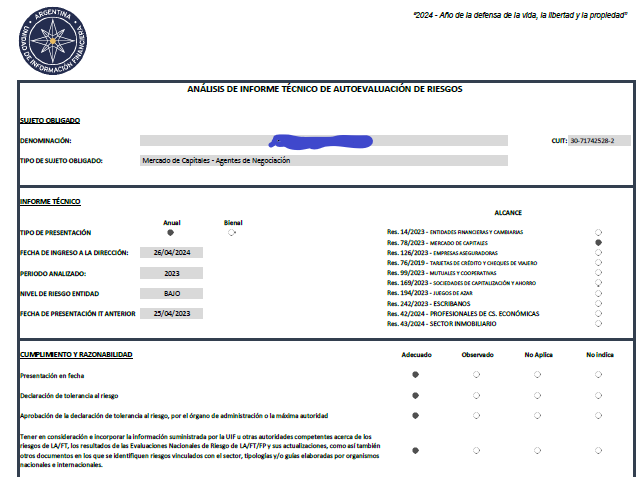 "2024 - Año de la defensa de la vida, la libertad y la propiedad"
ARGENTINA
UNIDAD DE INFORMACIÓN FINANCIERA
ANÁLISIS DE INFORME TÉCNICO DE AUTOEVALUACIÓN DE RIESGOS
SUJETO OBLIGADO
DENOMINACIÓN: CUIT: 30-71742528-2
TIPO DE SUJETO OBLIGADO: Mercado de Capitales - Agentes de Negociación
INFORME TÉCNICO
ALCANCE
Anual Bienal
TIPO DE PRESENTACIÓN
FECHA DE INGRESO A LA DIRECCIÓN: 26/04/2024
PERIODO ANALIZADO: 2023
NIVEL DE RIESGO ENTIDAD BAJO
FECHA DE PRESENTACIÓN IT ANTERIOR 25/04/2023
Res. 14/2023 - ENTIDADES FINANCIERAS Y CAMBIARIAS
Res. 78/2023 - MERCADO DE CAPITALES
Res. 126/2023 - EMPRESAS ASEGURADORAS
Res. 76/2019 - TARJETAS DE CRÉDITO Y CHEQUES DE VIAJERO
Res. 99/2023 - MUTUALES Y COOPERATIVAS
Res. 169/2023 - SOCIEDADES DE CAPITALIZACIÓN Y AHORRO
Res. 194/2023 - JUEGOS DE AZAR
Res. 242/2023 - ESCRIBANOS
Res. 42/2024 - PROFESIONALES DE CS. ECONÓMICAS
Res. 43/2024 - SECTOR INMOBILIARIO
CUMPLIMIENTO Y RAZONABILIDAD Adecuado Observado No Aplica No indica
Presentación en fecha
Declaración de tolerancia al riesgo
Aprobación de la declaración de tolerancia al riesgo, por el órgano de administración o la máxima autoridad
Tener en consideración e incorporar la información suministrada por la UIF u otras autoridades competentes acerca de los
riesgos de LA/FT, los resultados de las Evaluaciones Nacionales de Riesgo de LA/FT/FP y sus actualizaciones, como así también
otros documentos en los que se identifiquen riesgos vinculados con el sector, tipologías y/o guías elaboradas por organismos
nacionales e internacionales.